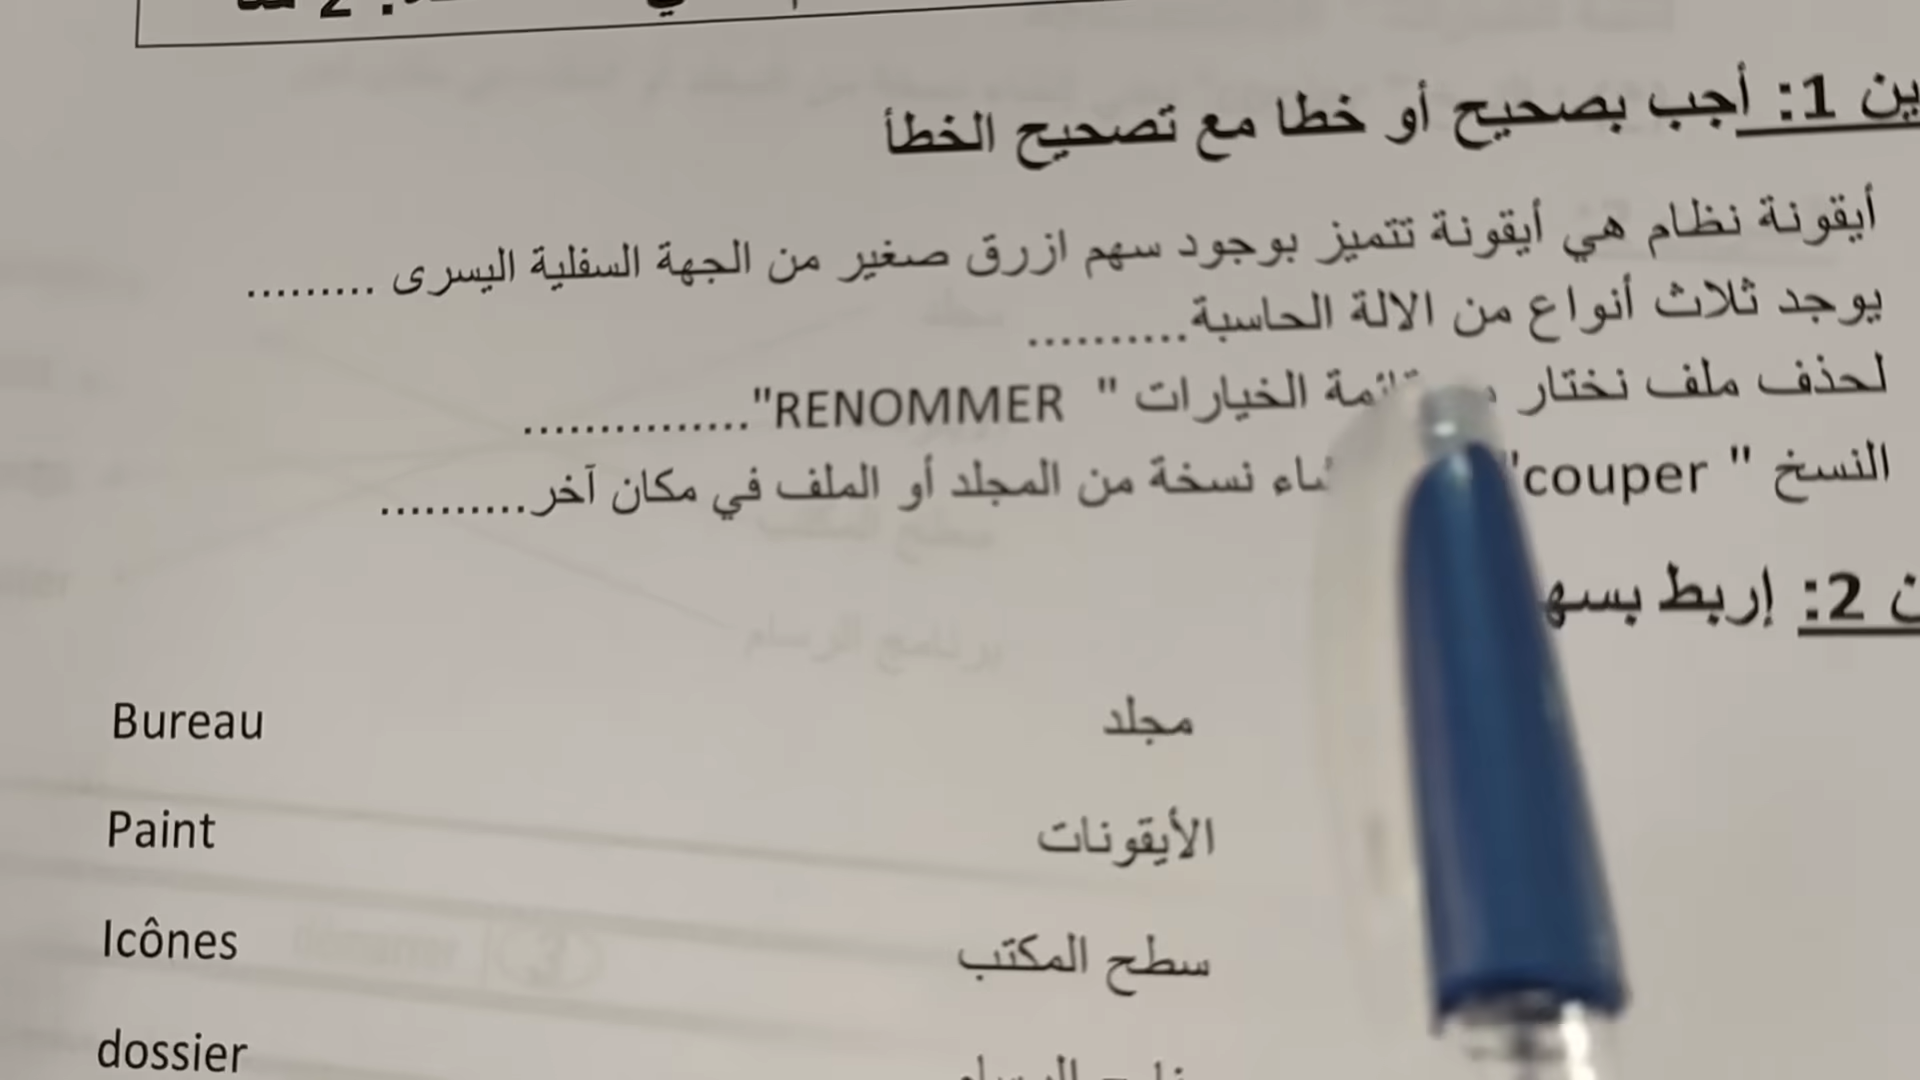 1: أجب بصحيح أو خطا مع تصحيح الخطأ
أيقونة نظام هي أيقونة تتميز بوجود سهم ازرق صغير من الجهة السفلية اليسرى .........
يوجد ثلاث أنواع من الالة الحاسبة..........
لحذف ملف نختار الخيارات " RENOMMER"...............
النسخ " couper" نسخة من المجلد أو الملف في مكان آخر..........
2: إربط
Bureau مجلد
Paint الأيقونات
Icônes سطح المكتب
dossier